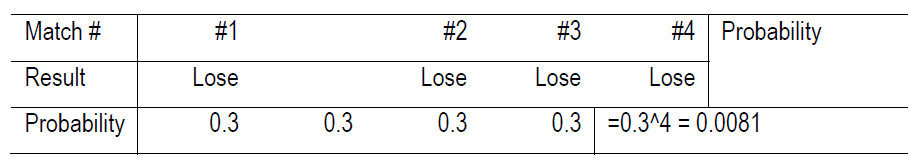 Match # #1 #2 #3 #4 Probability
Result Lose Lose Lose Lose
Probability 0.3 0.3 0.3 0.3 =0.3^4 = 0.0081